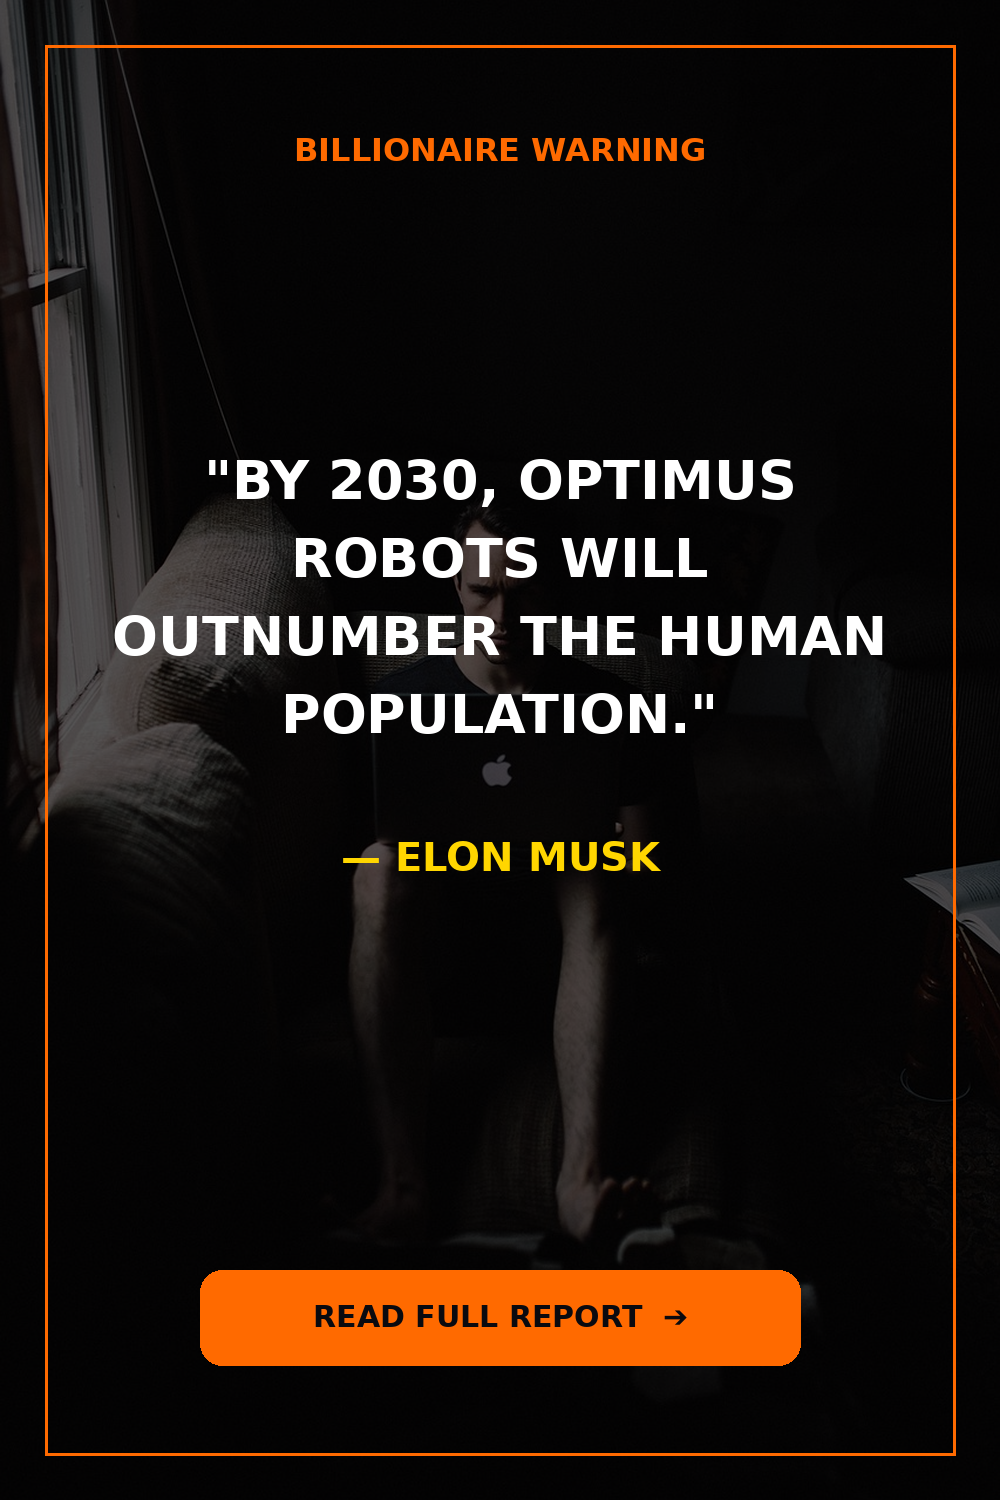 BILLIONAIRE WARNING
"BY 2030, OPTIMUS
ROBOTS WILL
OUTNUMBER THE HUMAN
POPULATION."
— ELON MUSK
READ FULL REPORT ➔